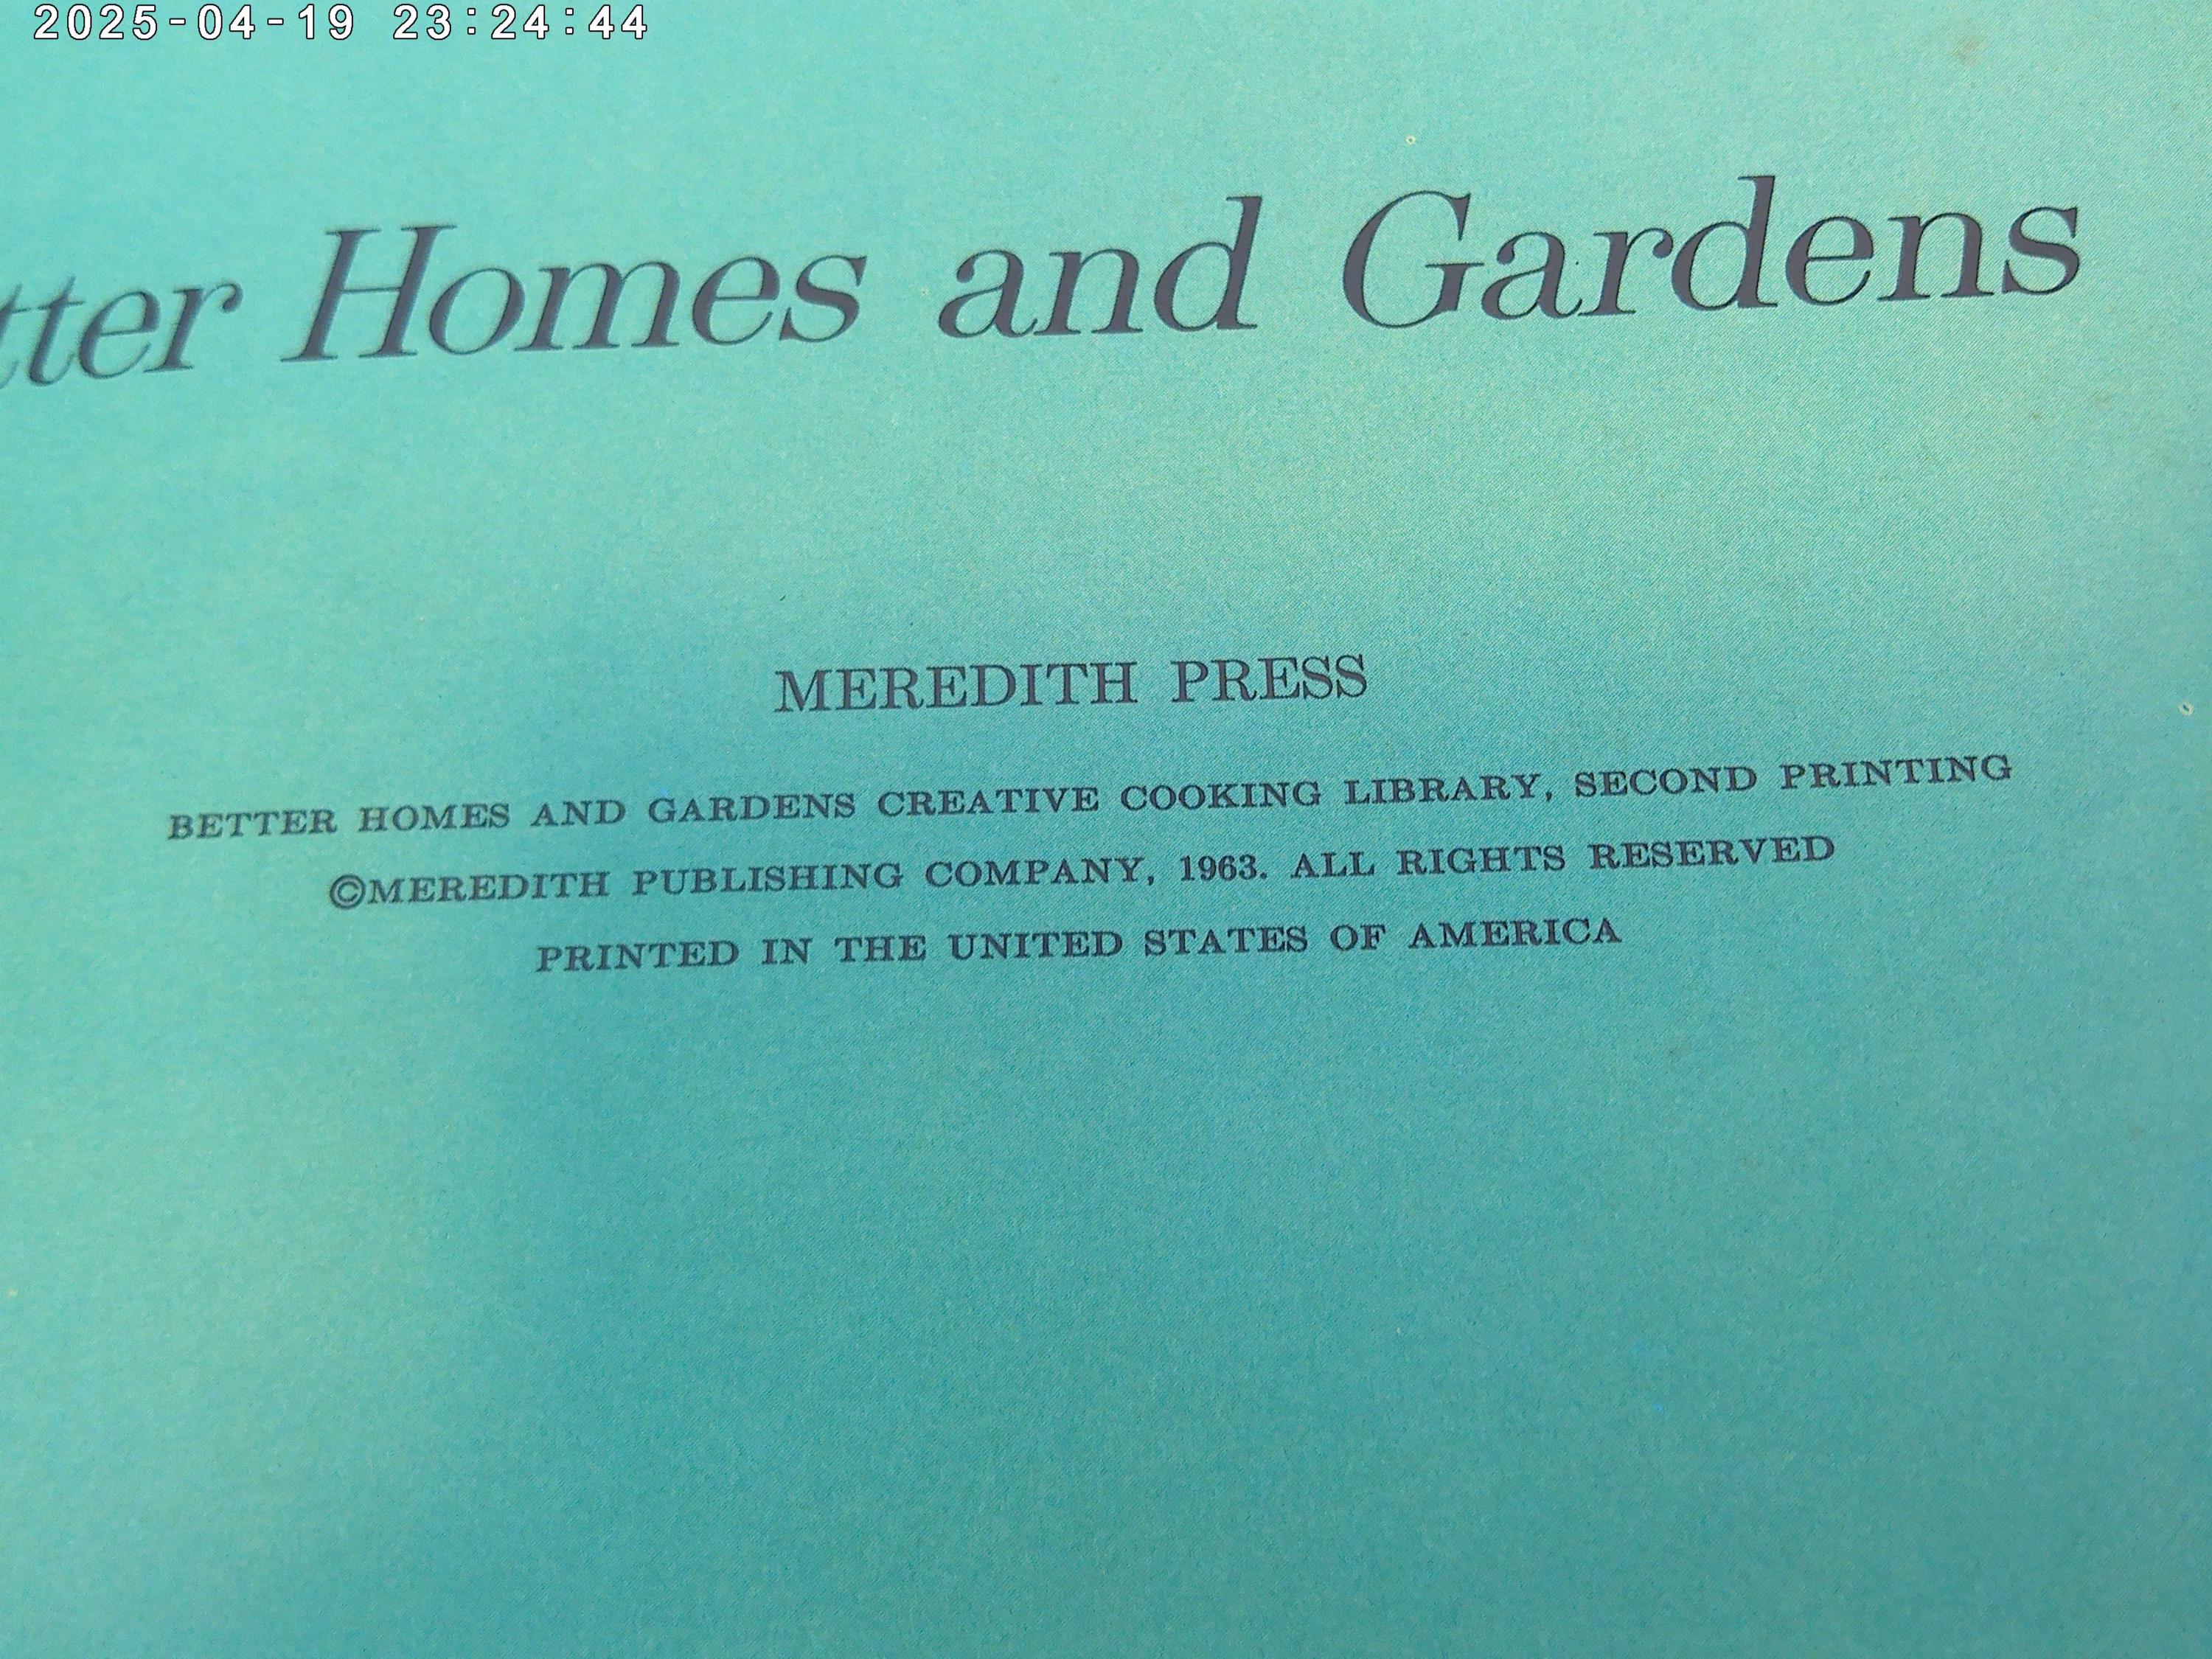 2025-04-19 23:24:44
tter Homes and Gardens
MEREDITH PRESS
BETTER HOMES AND GARDENS CREATIVE COOKING LIBRARY, SECOND PRINTING
©MEREDITH PUBLISHING COMPANY, 1963. ALL RIGHTS RESERVED
PRINTED IN THE UNITED STATES OF AMERICA